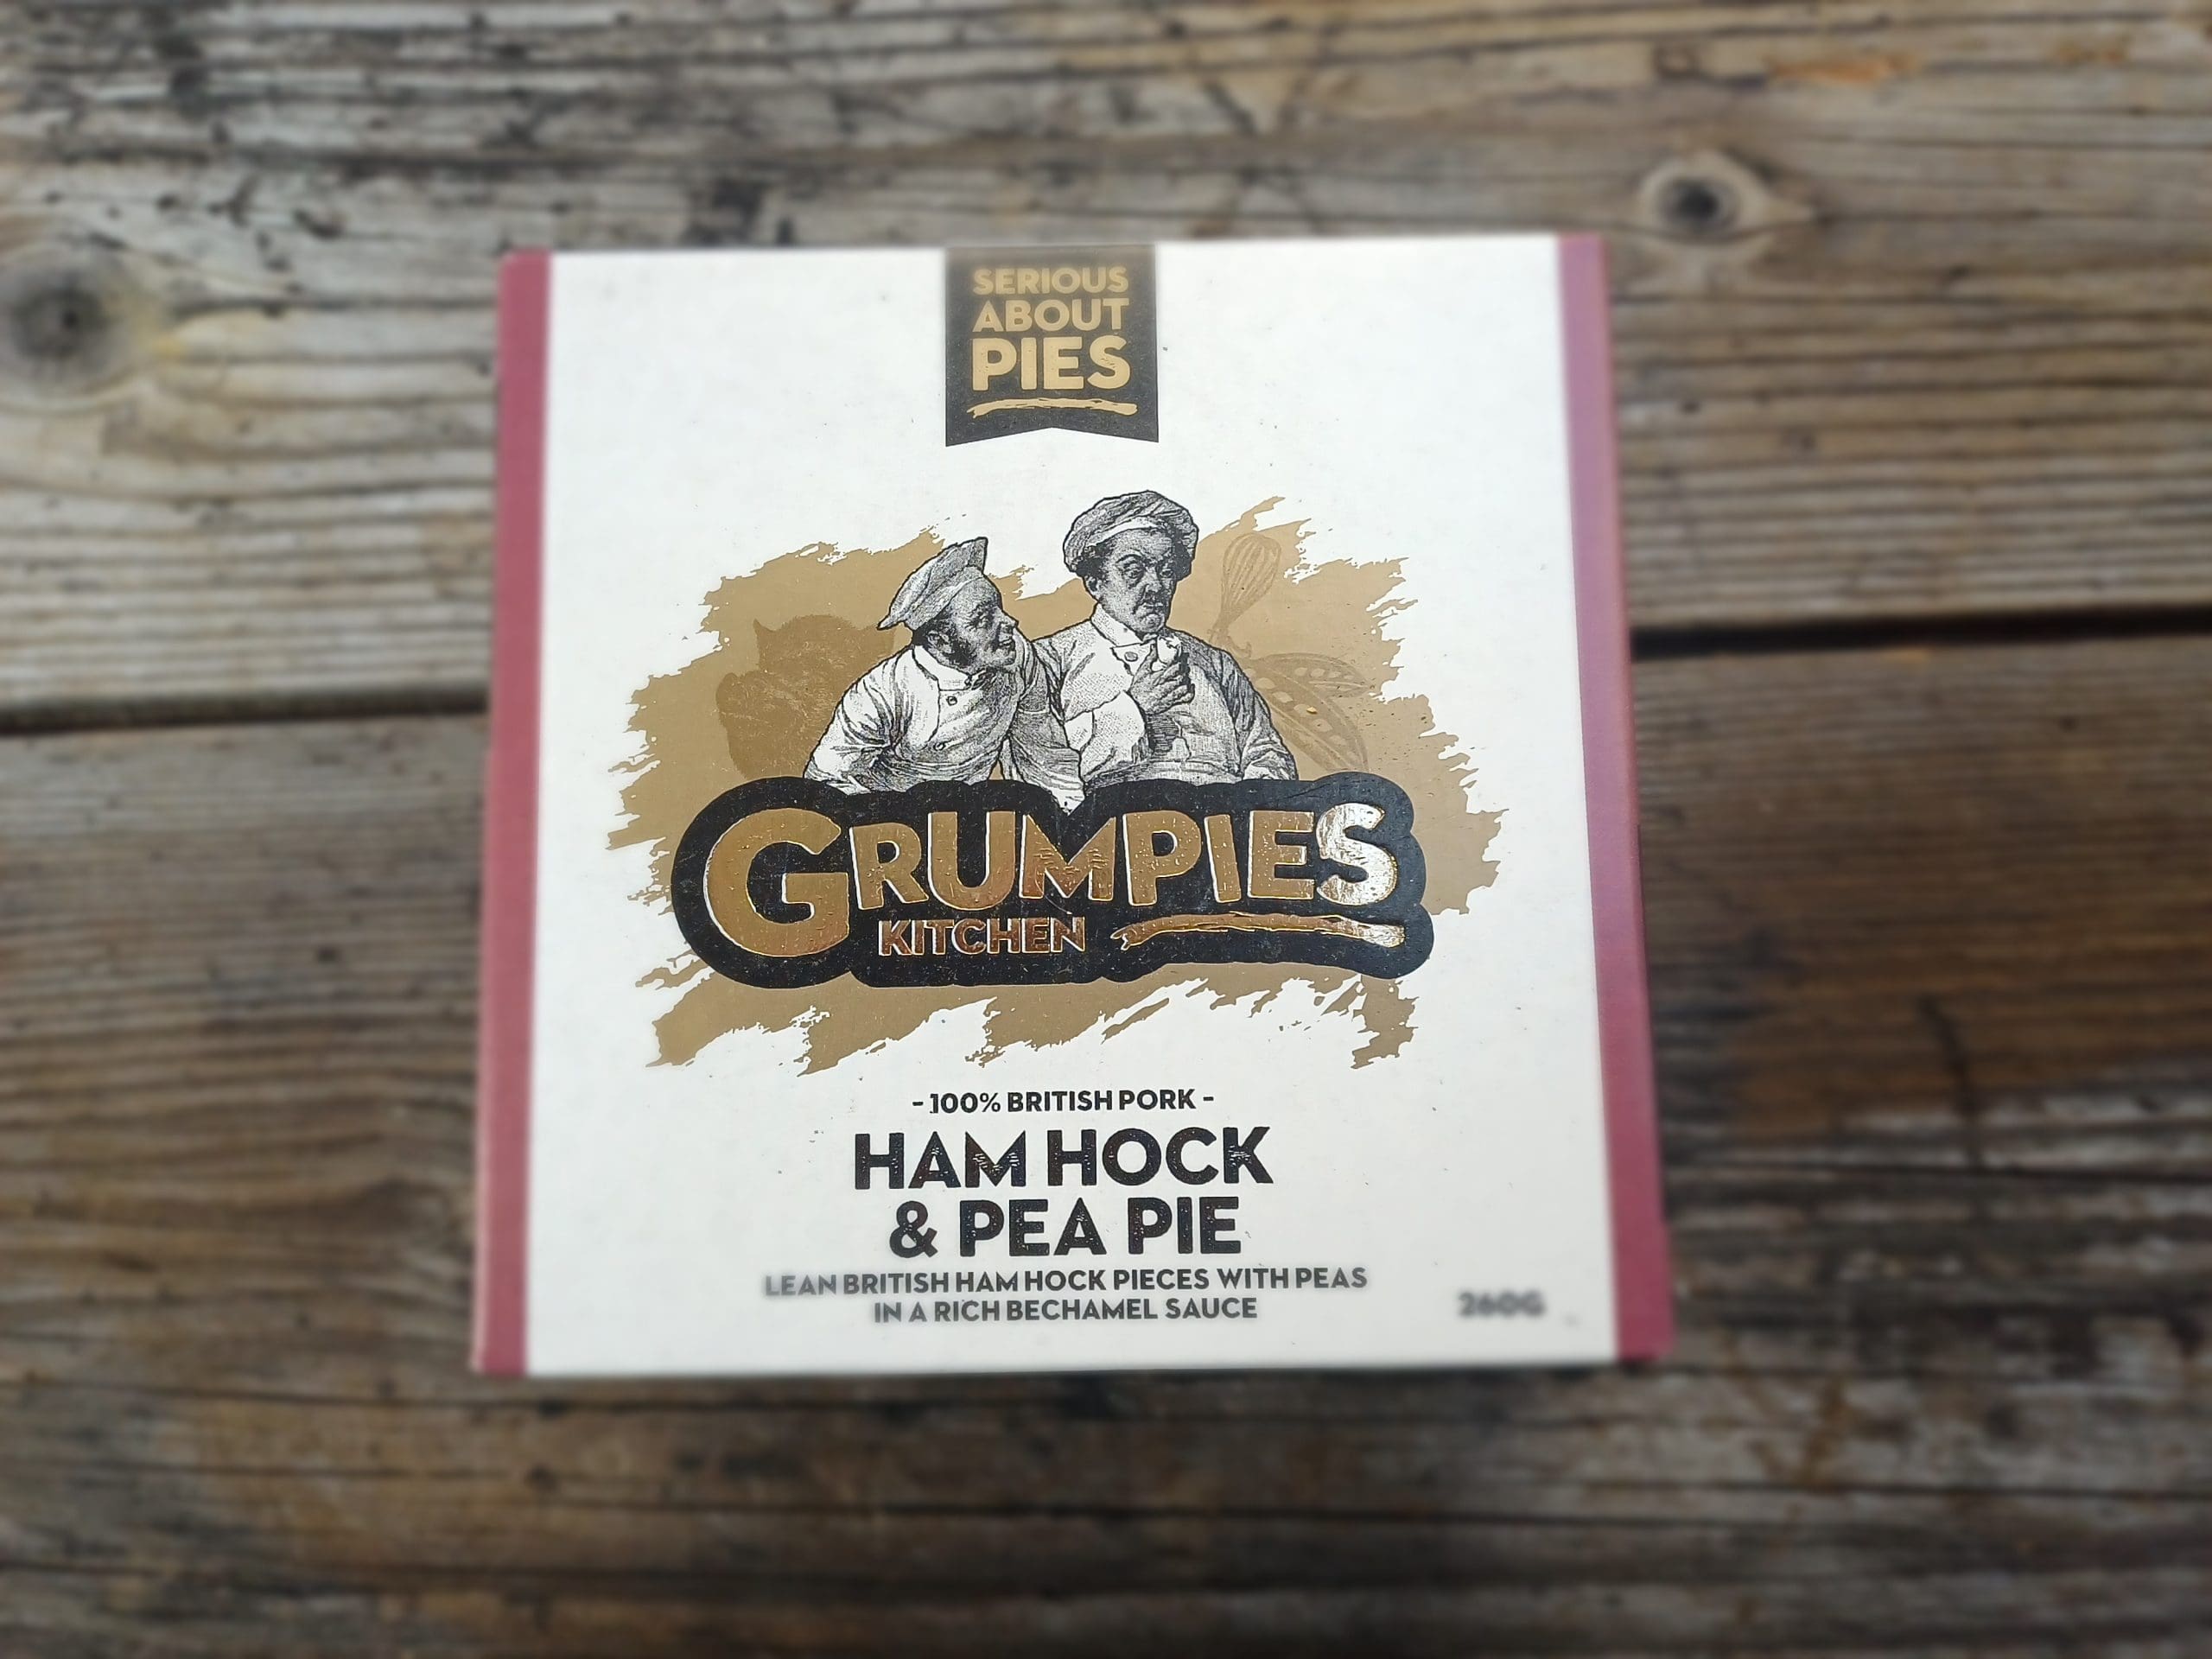 SERIOUS
ABOUT
PIES
GRUMPIES
KITCHEN
- 100% BRITISH PORK -
HAM HOCK
& PEA PIE
LEAN BRITISH HAM HOCK PIECES WITH PEAS
IN A RICH BECHAMEL SAUCE
260G